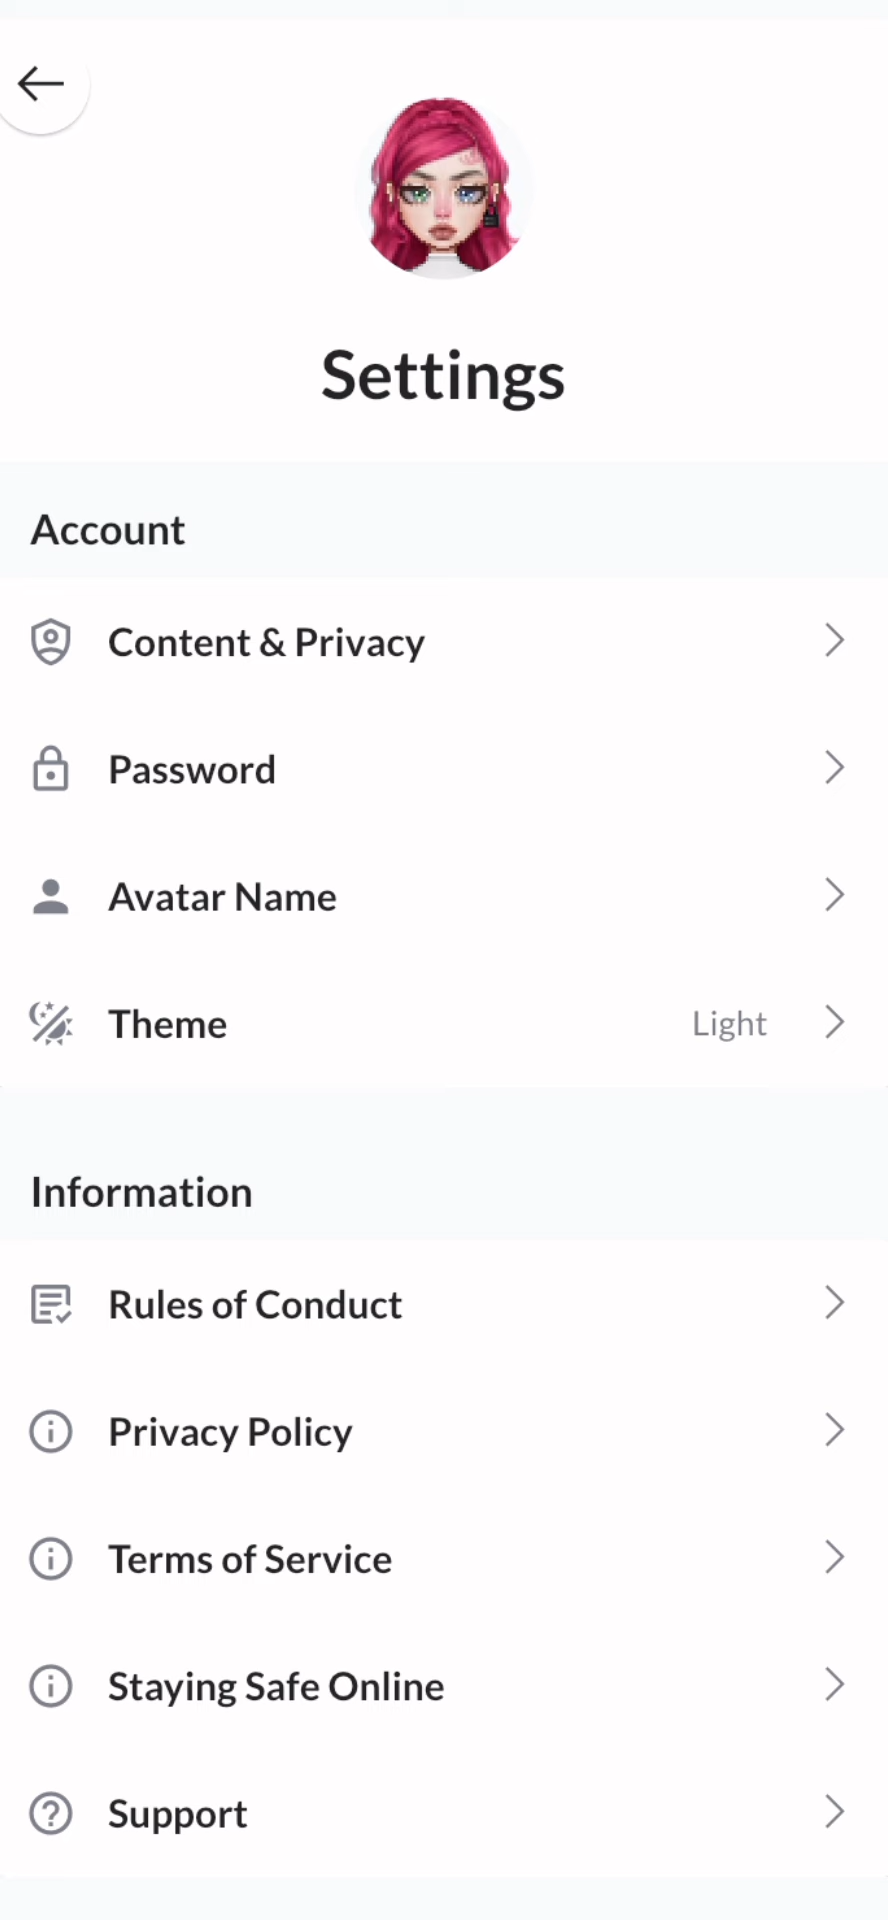 Settings
Account
Content & Privacy
Password
Avatar Name
Theme Light
Information
Rules of Conduct
Privacy Policy
Terms of Service
Staying Safe Online
Support